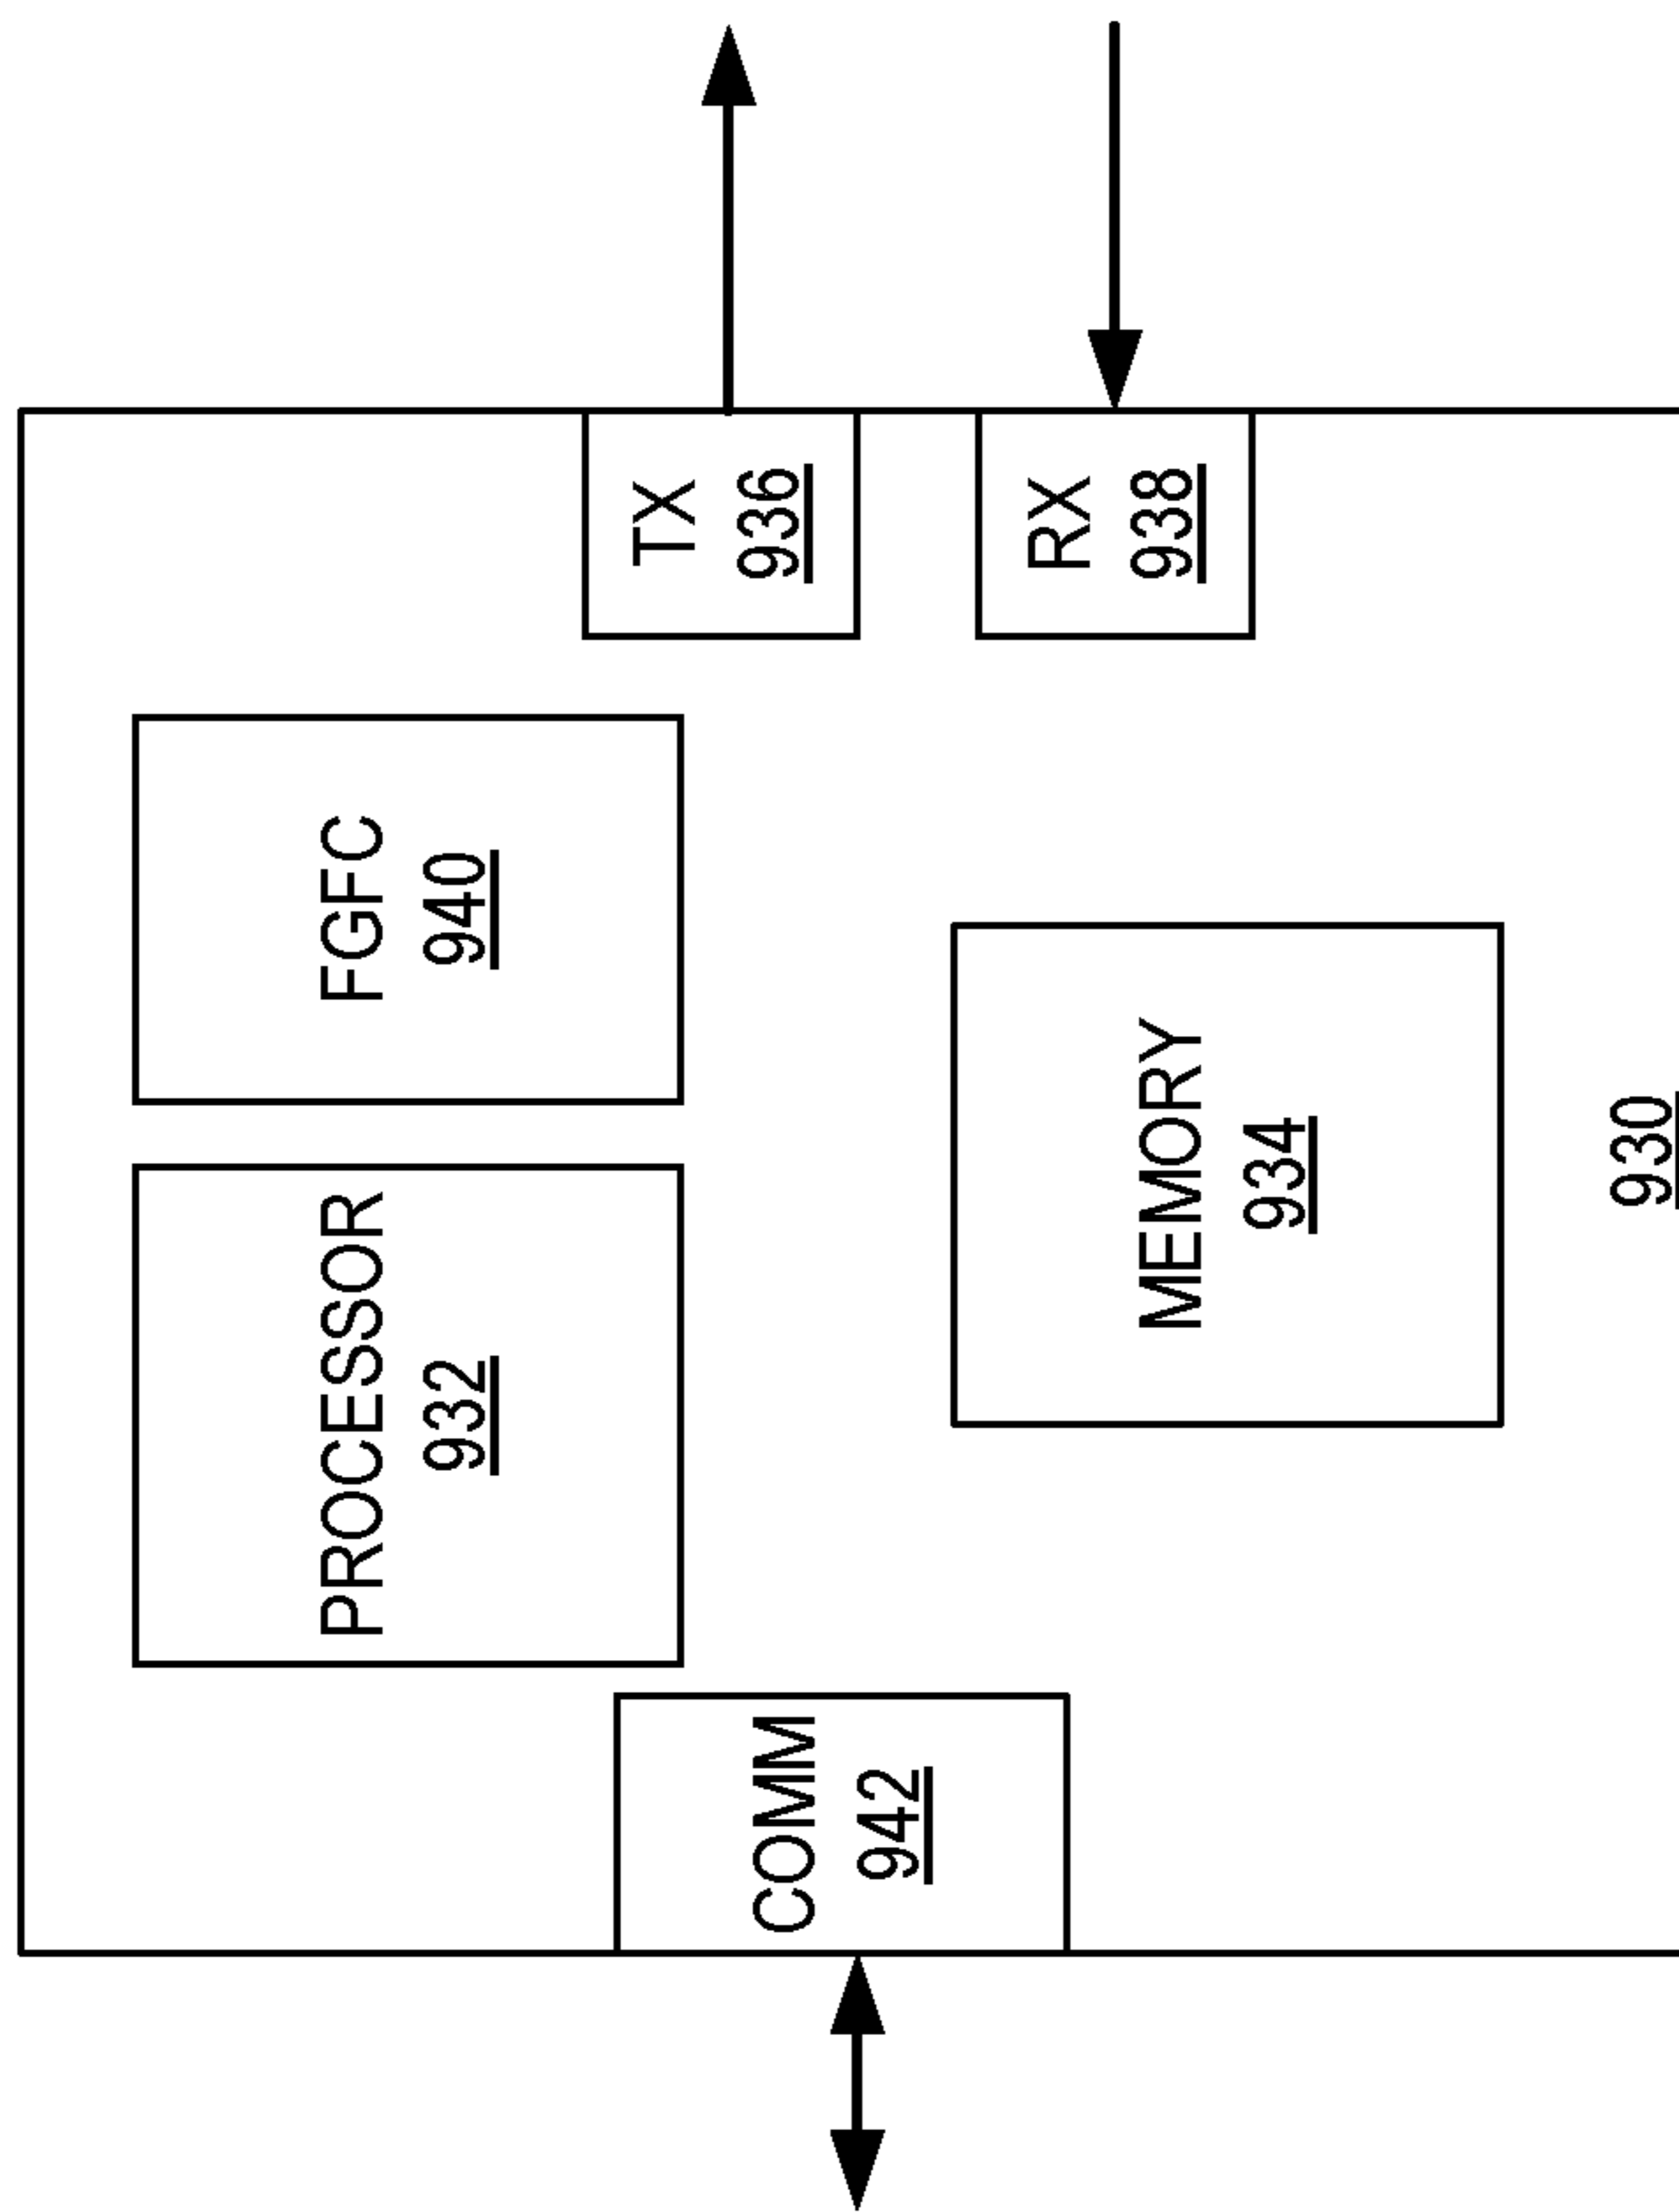 PROCESSOR
932
FGFC
940
TX
936
COMM
942
RX
938
MEMORY
934
930